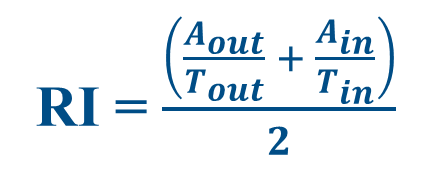 RI = (A_out/T_out + A_in/T_in)/2